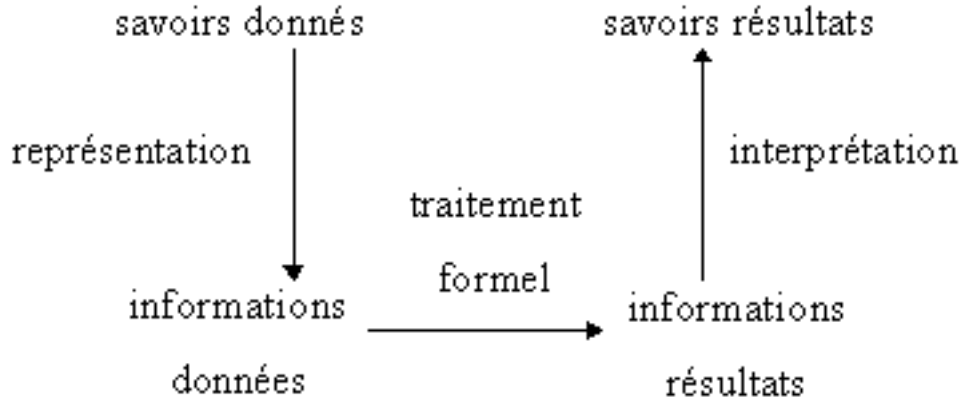 savoirs donnés
savoirs résultats
représentation
interprétation
traitement
formel
informations
données
informations
résultats